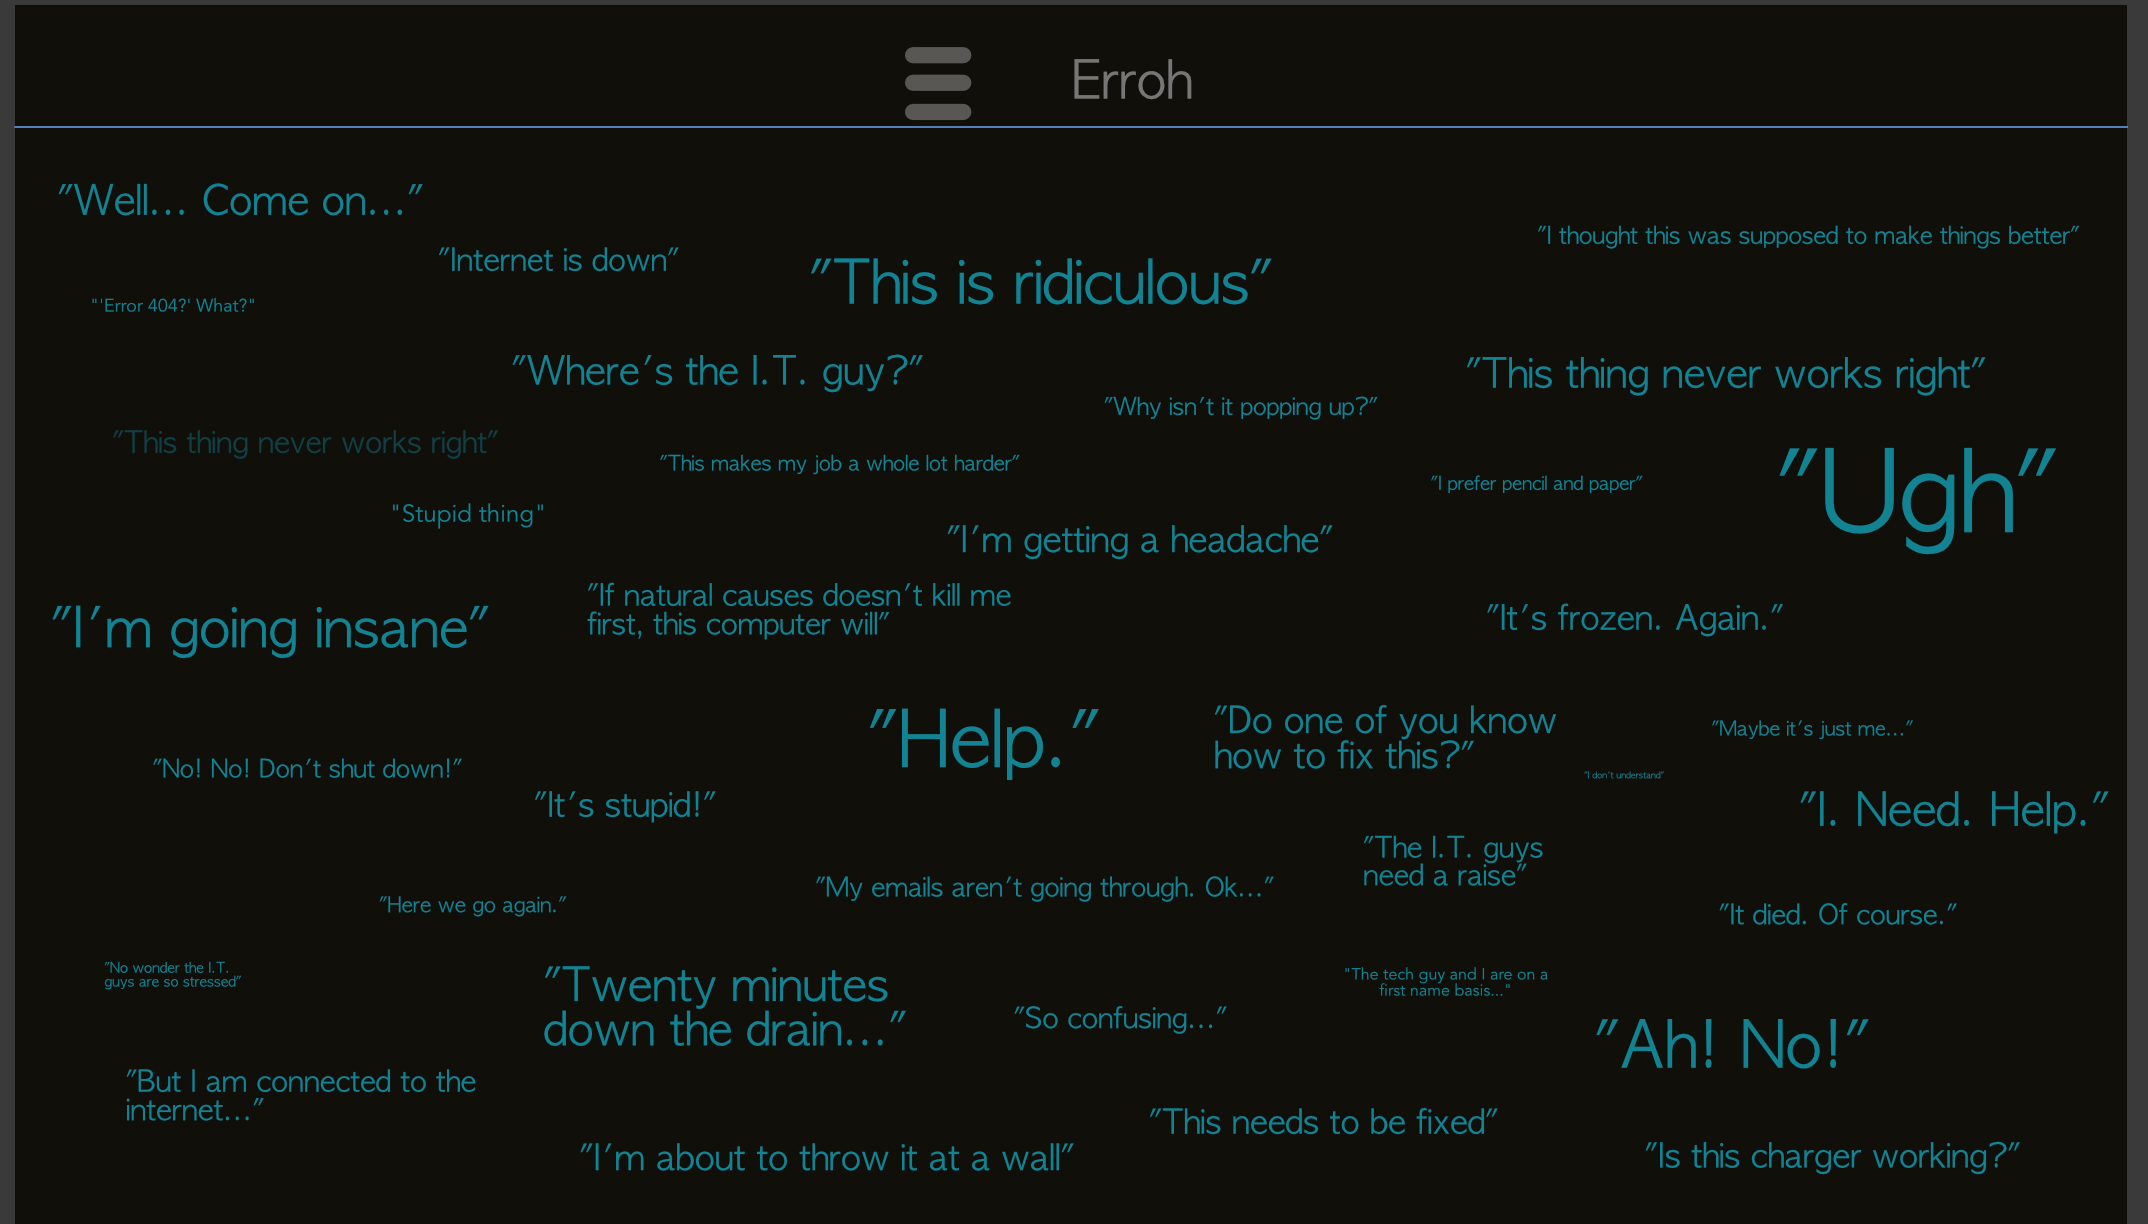 Erroh
"Well... Come on..."
"I thought this was supposed to make things better"
"Internet is down"
"This is ridiculous"
"'Error 404?' What?"
"Where's the I.T. guy?"
"This thing never works right"
"Why isn't it popping up?"
"This thing never works right"
"This makes my job a whole lot harder"
"I prefer pencil and paper"
"Ugh"
"Stupid thing"
"I'm getting a headache"
"If natural causes doesn't kill me
first, this computer will"
"I'm going insane"
"It's frozen. Again."
"Help."
"Do one of you know
how to fix this?"
"Maybe it's just me..."
"No! No! Don't shut down!"
"I don't understand"
"It's stupid!"
"I. Need. Help."
"The I.T. guys
need a raise"
"My emails aren't going through. Ok..."
"Here we go again."
"It died. Of course."
"No wonder the I.T.
guys are so stressed"
"Twenty minutes
down the drain..."
"The tech guy and I are on a
first name basis..."
"So confusing..."
"Ah! No!"
"But I am connected to the
internet..."
"This needs to be fixed"
"I'm about to throw it at a wall"
"Is this charger working?"